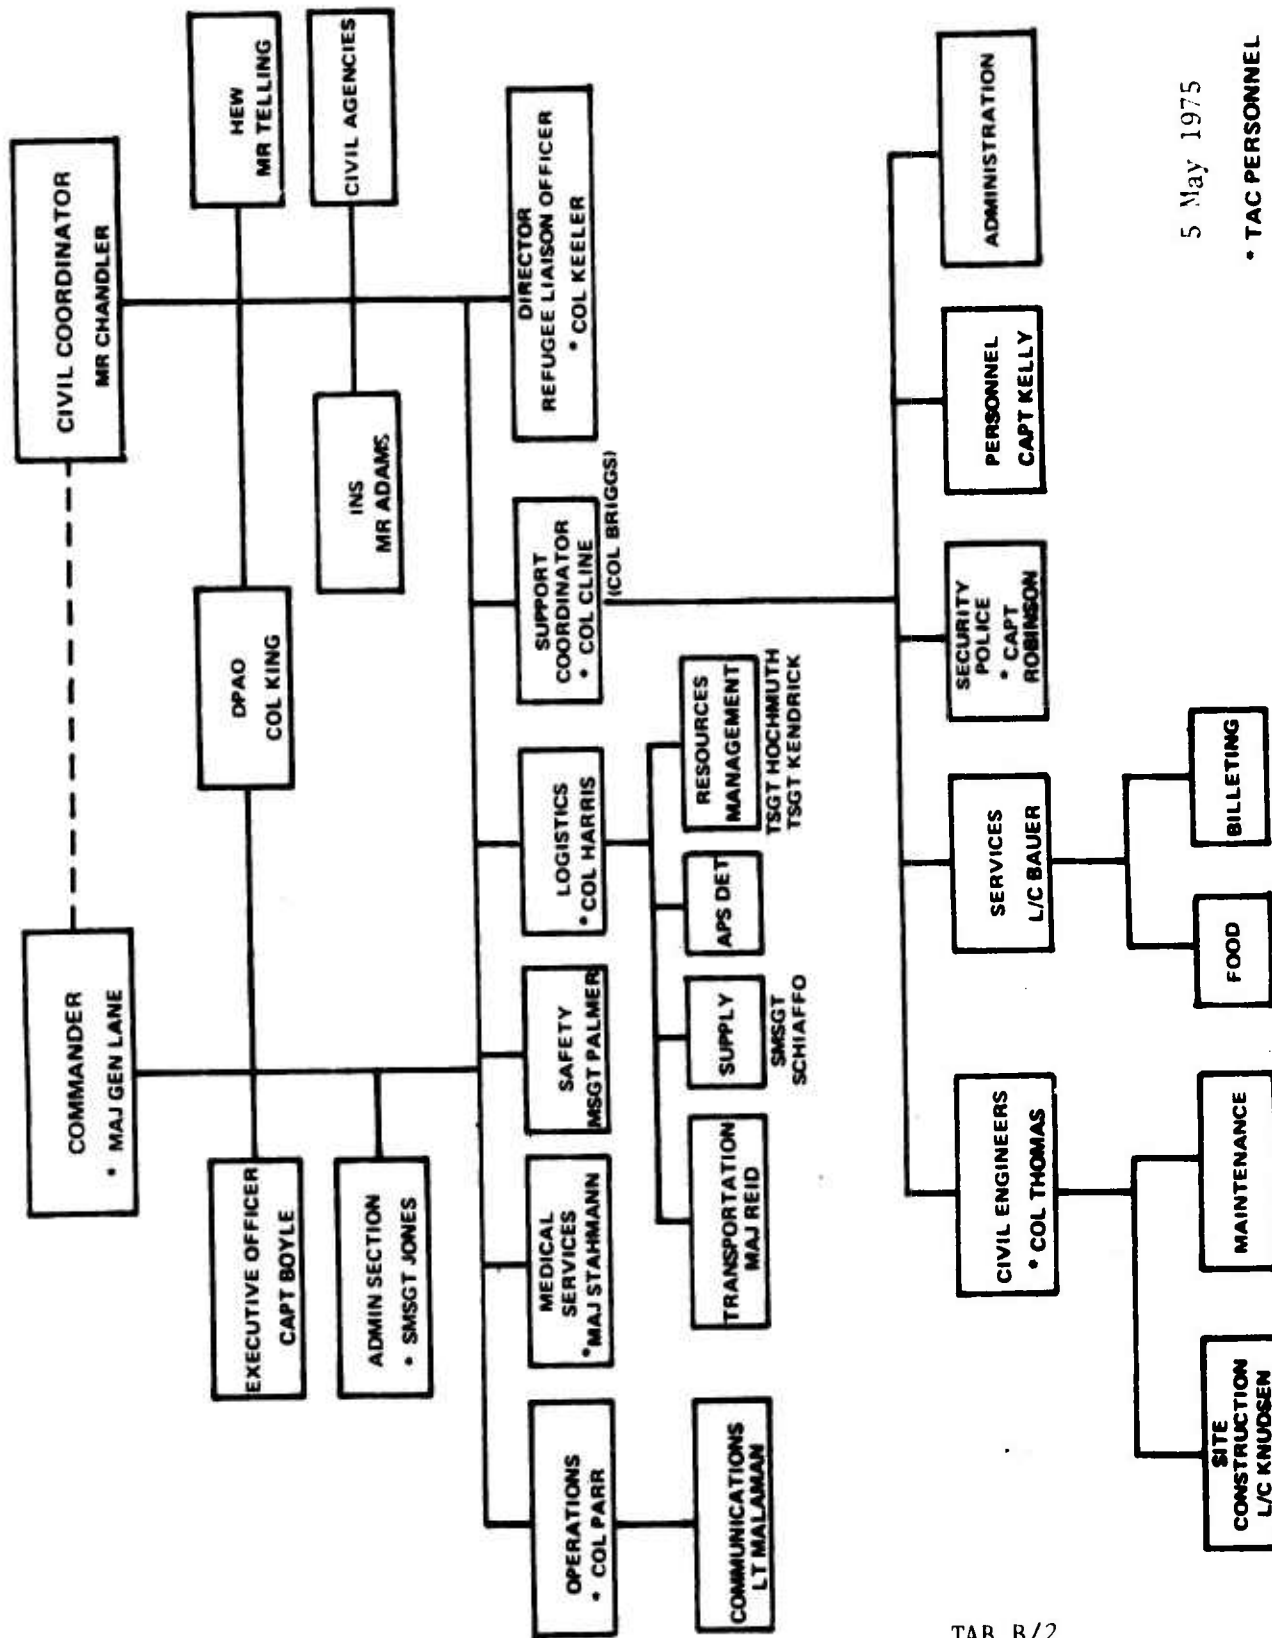 COMMANDER
• MAJ GEN LANE
CIVIL COORDINATOR
MR CHANDLER
EXECUTIVE OFFICER
CAPT BOYLE
DPAO
COL KING
HEW
MR TELLING
ADMIN SECTION
• SMSGT JONES
INS
MR ADAMS
CIVIL AGENCIES
OPERATIONS
• COL PARR
MEDICAL
SERVICES
•MAJ STAHMANN
SAFETY
MSGT PALMER
LOGISTICS
•COL HARRIS
SUPPORT
COORDINATOR
• COL CLINE
(COL BRIGGS)
DIRECTOR
REFUGEE LIAISON OFFICER
• COL KEELER
COMMUNICATIONS
LT MALAMAN
TRANSPORTATION
MAJ REID
SUPPLY
SMSGT
SCHIAFFO
APS DET
RESOURCES
MANAGEMENT
TSGT HOCHMUTH
TSGT KENDRICK
CIVIL ENGINEERS
• COL THOMAS
SERVICES
L/C BAUER
SECURITY
POLICE
• CAPT
ROBINSON
PERSONNEL
CAPT KELLY
ADMINISTRATION
SITE
CONSTRUCTION
L/C KNUDSEN
MAINTENANCE
FOOD
BILLETING
5 May 1975
• TAC PERSONNEL
TAB B/2